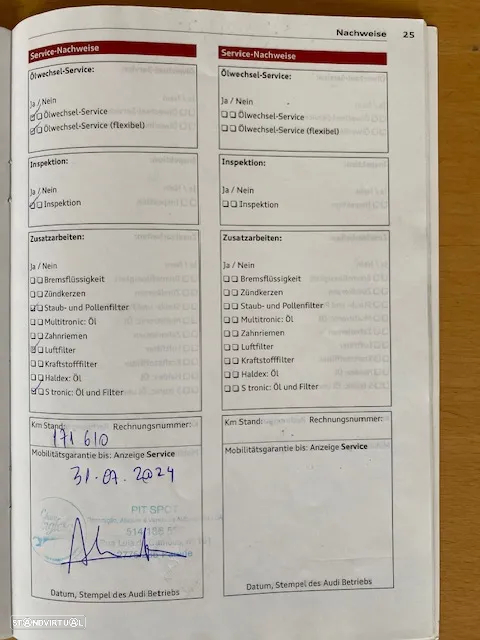 Nachweise 25
Service-Nachweise
Ölwechsel-Service:
Ja / Nein
Ölwechsel-Service
Ölwechsel-Service (flexibel)
Inspektion:
Ja / Nein
Inspektion
Zusatzarbeiten:
Ja / Nein
Bremsflüssigkeit
Zündkerzen
Staub- und Pollenfilter
Multitronic: Öl
Zahnriemen
Luftfilter
Kraftstofffilter
Haldex: Öl
S tronic: Öl und Filter
Km Stand: Rechnungsnummer:
171 610
Mobilitätsgarantie bis: Anzeige Service
31.07.2024
PIT SPOT
Datum, Stempel des Audi Betriebs
Service-Nachweise
Ölwechsel-Service:
Ja / Nein
Ölwechsel-Service
Ölwechsel-Service (flexibel)
Inspektion:
Ja / Nein
Inspektion
Zusatzarbeiten:
Ja / Nein
Bremsflüssigkeit
Zündkerzen
Staub- und Pollenfilter
Multitronic: Öl
Zahnriemen
Luftfilter
Kraftstofffilter
Haldex: Öl
S tronic: Öl und Filter
Km Stand: Rechnungsnummer:
Mobilitätsgarantie bis: Anzeige Service
Datum, Stempel des Audi Betriebs
STANDVIRTUAL